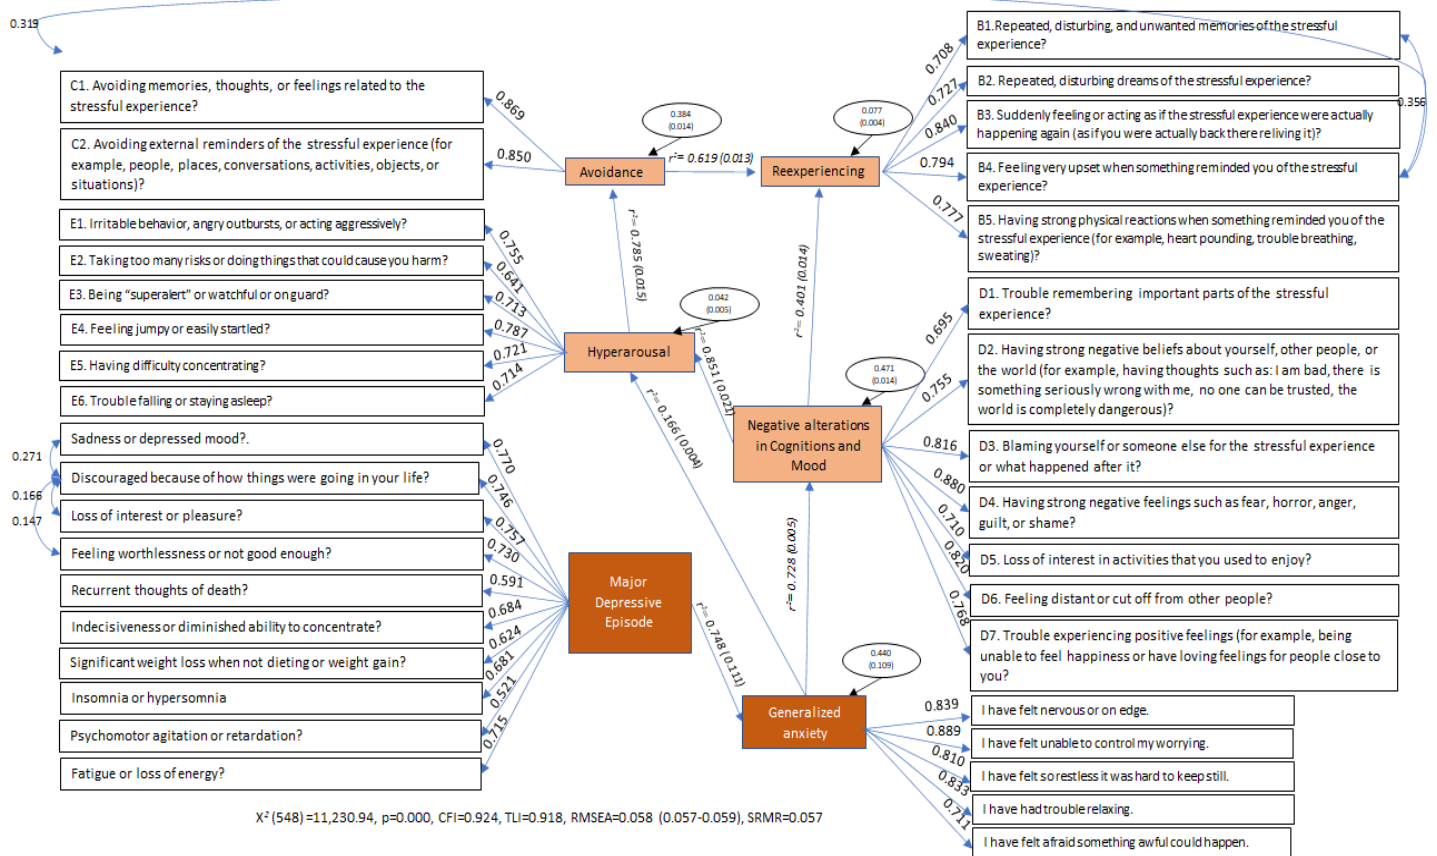 0.319
C1. Avoiding memories, thoughts, or feelings related to the
stressful experience?
C2. Avoiding external reminders of the stressful experience (for
example, people, places, conversations, activities, objects, or
situations)?
E1. Irritable behavior, angry outbursts, or acting aggressively?
E2. Taking too many risks or doing things that could cause you harm?
E3. Being “superalert” or watchful or on guard?
E4. Feeling jumpy or easily startled?
E5. Having difficulty concentrating?
E6. Trouble falling or staying asleep?
Sadness or depressed mood?.
Discouraged because of how things were going in your life?
Loss of interest or pleasure?
Feeling worthlessness or not good enough?
Recurrent thoughts of death?
Indecisiveness or diminished ability to concentrate?
Significant weight loss when not dieting or weight gain?
Insomnia or hypersomnia
Psychomotor agitation or retardation?
Fatigue or loss of energy?
0.271
0.166
0.147
0.869
0.850
0.755
0.641
0.713
0.787
0.721
0.714
0.770
0.746
0.757
0.730
0.591
0.684
0.624
0.681
0.521
0.715
0.384
(0.014)
Avoidance
r²= 0.619 (0.013)
0.077
(0.004)
Reexperiencing
r²= 0.785 (0.015)
r²= 0.401 (0.014)
0.042
(0.005)
Hyperarousal
r²= 0.851 (0.021)
r²= 0.166 (0.004)
0.471
(0.014)
Negative alterations
in Cognitions and
Mood
r²= 0.728 (0.005)
Major
Depressive
Episode
r²= 0.748 (0.111)
0.440
(0.109)
Generalized
anxiety
0.708
0.727
0.840
0.794
0.777
0.695
0.755
0.816
0.880
0.710
0.820
0.768
0.839
0.889
0.810
0.833
0.711
B1.Repeated, disturbing, and unwanted memories of the stressful
experience?
B2. Repeated, disturbing dreams of the stressful experience?
B3. Suddenly feeling or acting as if the stressful experience were actually
happening again (as if you were actually back there reliving it)?
B4. Feeling very upset when something reminded you of the stressful
experience?
B5. Having strong physical reactions when something reminded you of the
stressful experience (for example, heart pounding, trouble breathing,
sweating)?
0.356
D1. Trouble remembering important parts of the stressful
experience?
D2. Having strong negative beliefs about yourself, other people, or
the world (for example, having thoughts such as: I am bad, there is
something seriously wrong with me, no one can be trusted, the
world is completely dangerous)?
D3. Blaming yourself or someone else for the stressful experience
or what happened after it?
D4. Having strong negative feelings such as fear, horror, anger,
guilt, or shame?
D5. Loss of interest in activities that you used to enjoy?
D6. Feeling distant or cut off from other people?
D7. Trouble experiencing positive feelings (for example, being
unable to feel happiness or have loving feelings for people close to
you?
I have felt nervous or on edge.
I have felt unable to control my worrying.
I have felt so restless it was hard to keep still.
I have had trouble relaxing.
I have felt afraid something awful could happen.
X² (548) =11,230.94, p=0.000, CFI=0.924, TLI=0.918, RMSEA=0.058 (0.057-0.059), SRMR=0.057